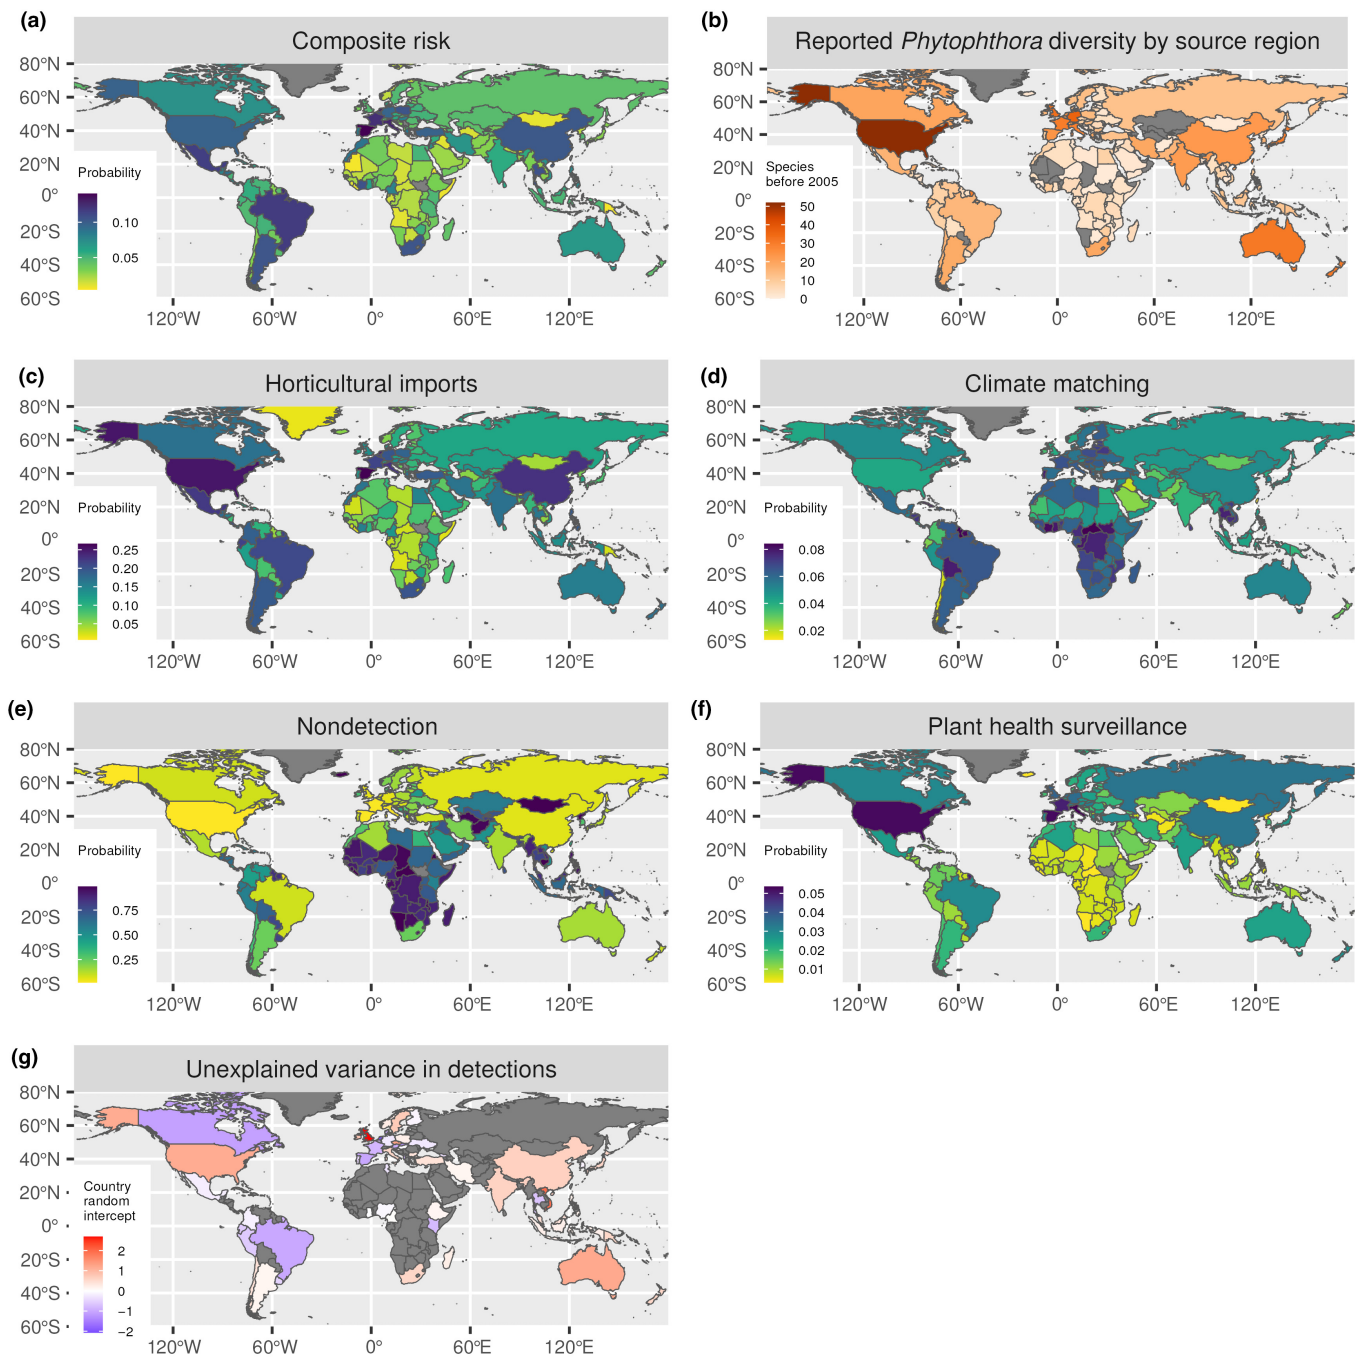 (a)
Composite risk
80°N
60°N
40°N
20°N
0°
20°S
40°S
60°S
Probability
0.10
0.05
120°W
60°W
0°
60°E
120°E
(b)
Reported Phytophthora diversity by source region
80°N
60°N
40°N
20°N
0°
20°S
40°S
60°S
Species
before 2005
50
40
30
20
10
0
120°W
60°W
0°
60°E
120°E
(c)
Horticultural imports
80°N
60°N
40°N
20°N
0°
20°S
40°S
60°S
Probability
0.25
0.20
0.15
0.10
0.05
120°W
60°W
0°
60°E
120°E
(d)
Climate matching
80°N
60°N
40°N
20°N
0°
20°S
40°S
60°S
Probability
0.08
0.06
0.04
0.02
120°W
60°W
0°
60°E
120°E
(e)
Nondetection
80°N
60°N
40°N
20°N
0°
20°S
40°S
60°S
Probability
0.75
0.50
0.25
120°W
60°W
0°
60°E
120°E
(f)
Plant health surveillance
80°N
60°N
40°N
20°N
0°
20°S
40°S
60°S
Probability
0.05
0.04
0.03
0.02
0.01
120°W
60°W
0°
60°E
120°E
(g)
Unexplained variance in detections
80°N
60°N
40°N
20°N
0°
20°S
40°S
60°S
Country
random
intercept
2
1
0
−1
−2
120°W
60°W
0°
60°E
120°E